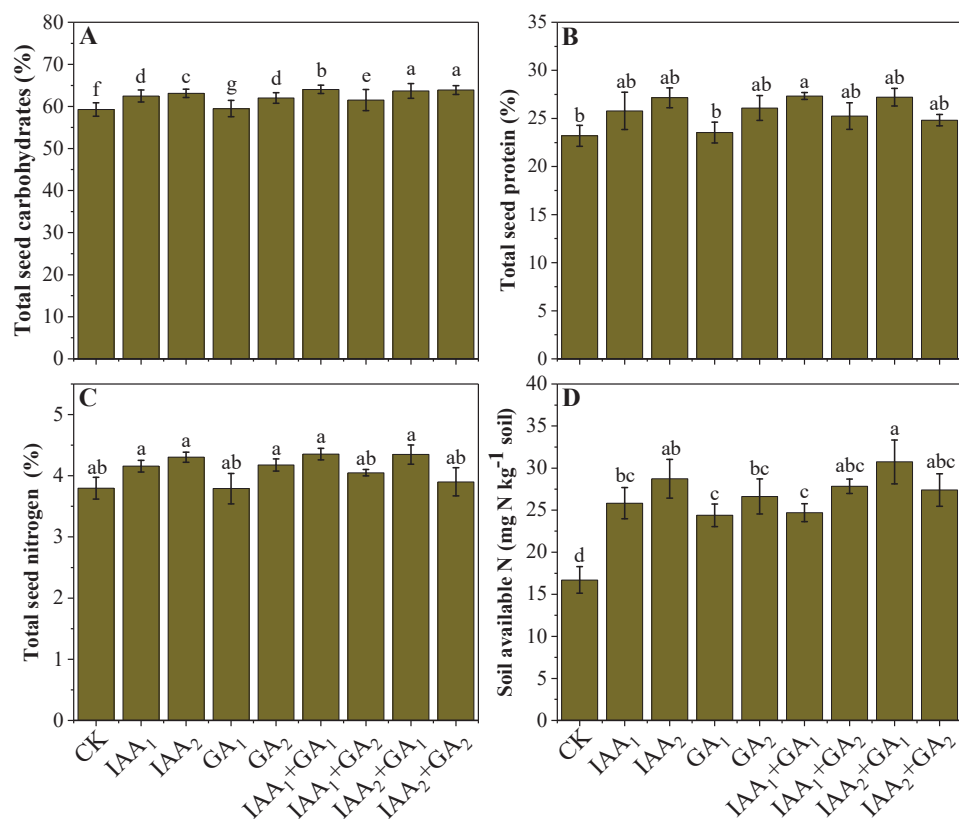 A
Total seed carbohydrates (%)
80
70
60
50
40
30
20
10
0
f d c g d b e a a
B
Total seed protein (%)
35
30
25
20
15
10
5
0
b ab ab b ab a ab ab ab
C
Total seed nitrogen (%)
5
4
3
2
1
0
ab a a ab a a ab a ab
CK IAA₁ IAA₂ GA₁ GA₂ IAA₁+GA₁ IAA₁+GA₂ IAA₂+GA₁ IAA₂+GA₂
D
Soil available N (mg N kg⁻¹ soil)
40
35
30
25
20
15
10
5
0
d bc ab c bc c abc a abc
CK IAA₁ IAA₂ GA₁ GA₂ IAA₁+GA₁ IAA₁+GA₂ IAA₂+GA₁ IAA₂+GA₂